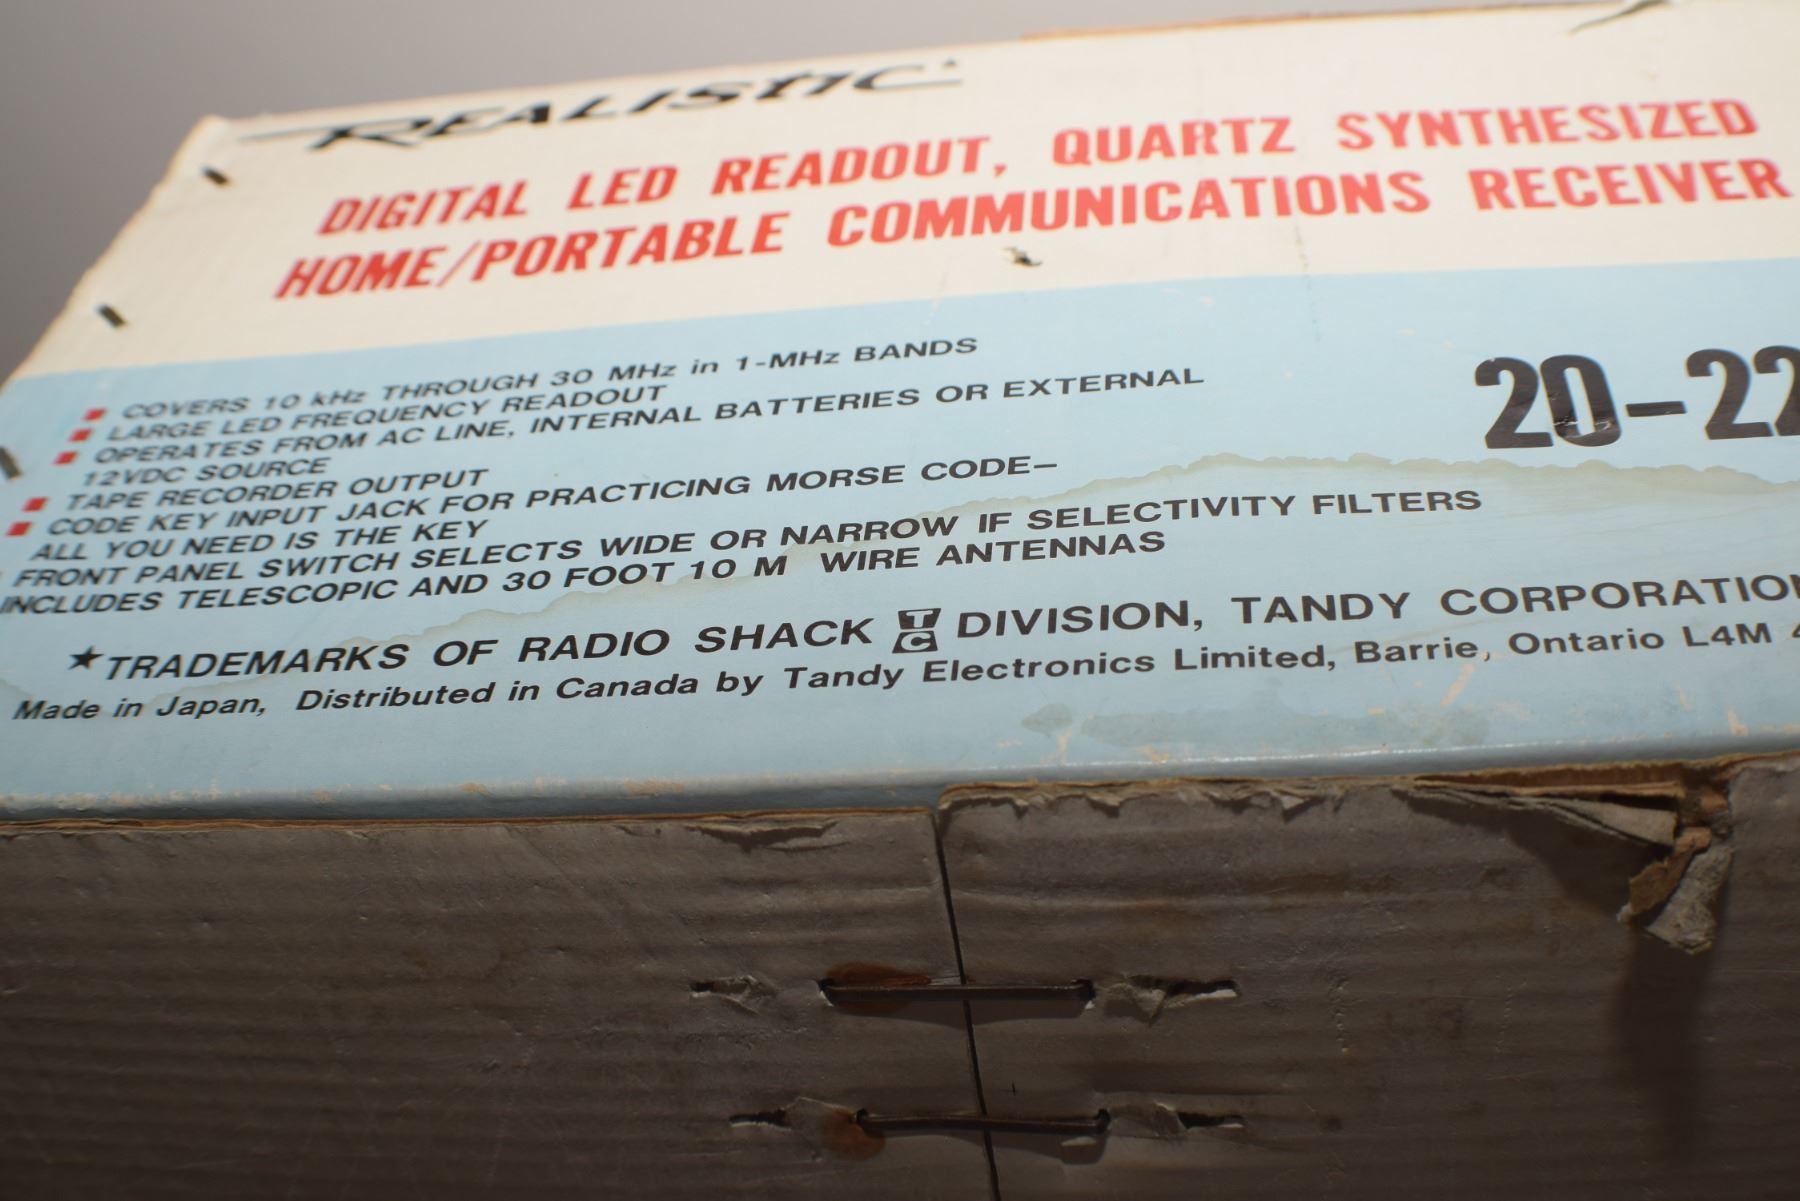 REALISTIC
DIGITAL LED READOUT, QUARTZ SYNTHESIZED
HOME/PORTABLE COMMUNICATIONS RECEIVER
20-22
COVERS 10 kHz THROUGH 30 MHz in 1-MHz BANDS
LARGE LED FREQUENCY READOUT
OPERATES FROM AC LINE, INTERNAL BATTERIES OR EXTERNAL
12VDC SOURCE
TAPE RECORDER OUTPUT
CODE KEY INPUT JACK FOR PRACTICING MORSE CODE–
ALL YOU NEED IS THE KEY
FRONT PANEL SWITCH SELECTS WIDE OR NARROW IF SELECTIVITY FILTERS
INCLUDES TELESCOPIC AND 30 FOOT 10 M WIRE ANTENNAS
★TRADEMARKS OF RADIO SHACK TC DIVISION, TANDY CORPORATION
Made in Japan, Distributed in Canada by Tandy Electronics Limited, Barrie, Ontario L4M 4